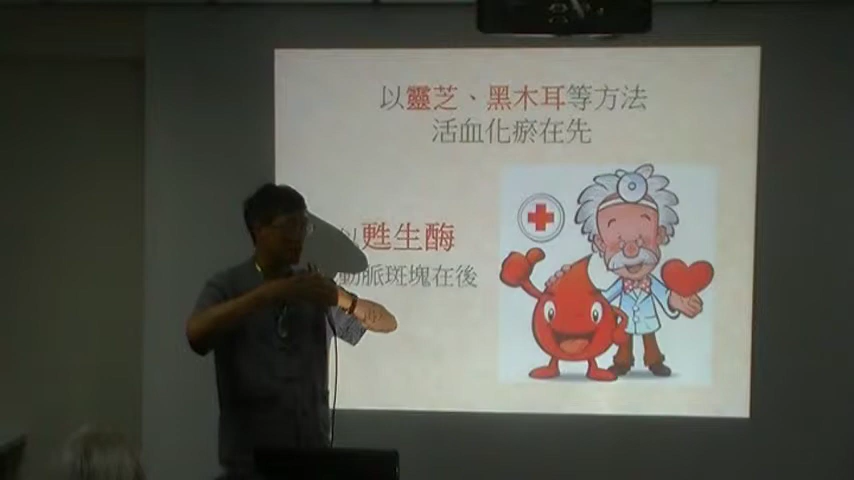 以靈芝、黑木耳等方法
活血化瘀在先
以甦生酶
動脈斑塊在後